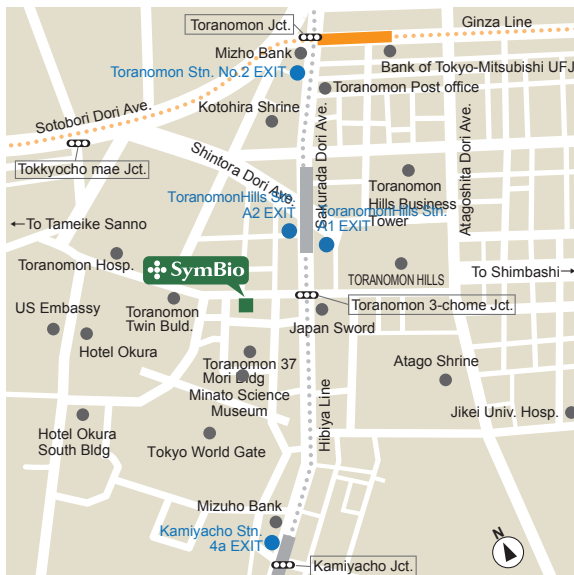 Toranomon Jct.
Ginza Line
Mizho Bank
Bank of Tokyo-Mitsubishi UFJ
Toranomon Stn. No.2 EXIT
Toranomon Post office
Kotohira Shrine
Sotobori Dori Ave.
Shintora Dori Ave.
Sakurada Dori Ave.
Atagoshita Dori Ave.
Tokkyocho mae Jct.
ToranomonHills Stn.
A2 EXIT
Toranomon
Hills Business
Tower
ToranomonHills Stn.
A1 EXIT
←To Tameike Sanno
Toranomon Hosp.
SymBio
TORANOMON HILLS
To Shimbashi→
Toranomon 3-chome Jct.
US Embassy
Toranomon
Twin Buld.
Japan Sword
Hotel Okura
Toranomon 37
Mori Bldg
Atago Shrine
Minato Science
Museum
Hibiya Line
Jikei Univ. Hosp.
Hotel Okura
South Bldg
Tokyo World Gate
Mizuho Bank
Kamiyacho Stn.
4a EXIT
N
Kamiyacho Jct.